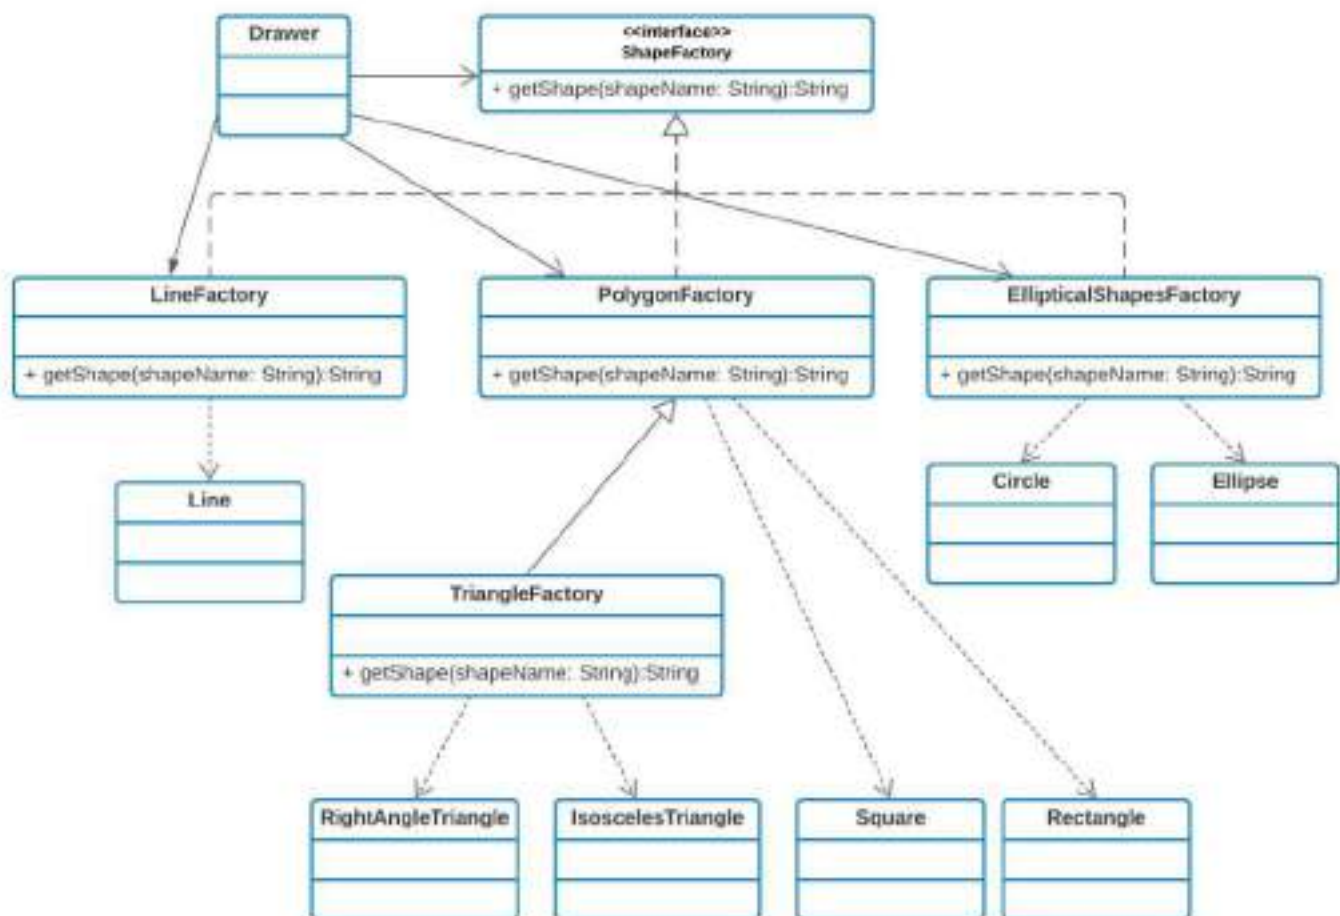 Drawer
<<interface>>
ShapeFactory
+ getShape(shapeName: String):String
LineFactory
+ getShape(shapeName: String):String
PolygonFactory
+ getShape(shapeName: String):String
EllipticalShapesFactory
+ getShape(shapeName: String):String
Line
Circle
Ellipse
TriangleFactory
+ getShape(shapeName: String):String
RightAngleTriangle
IsoscelesTriangle
Square
Rectangle